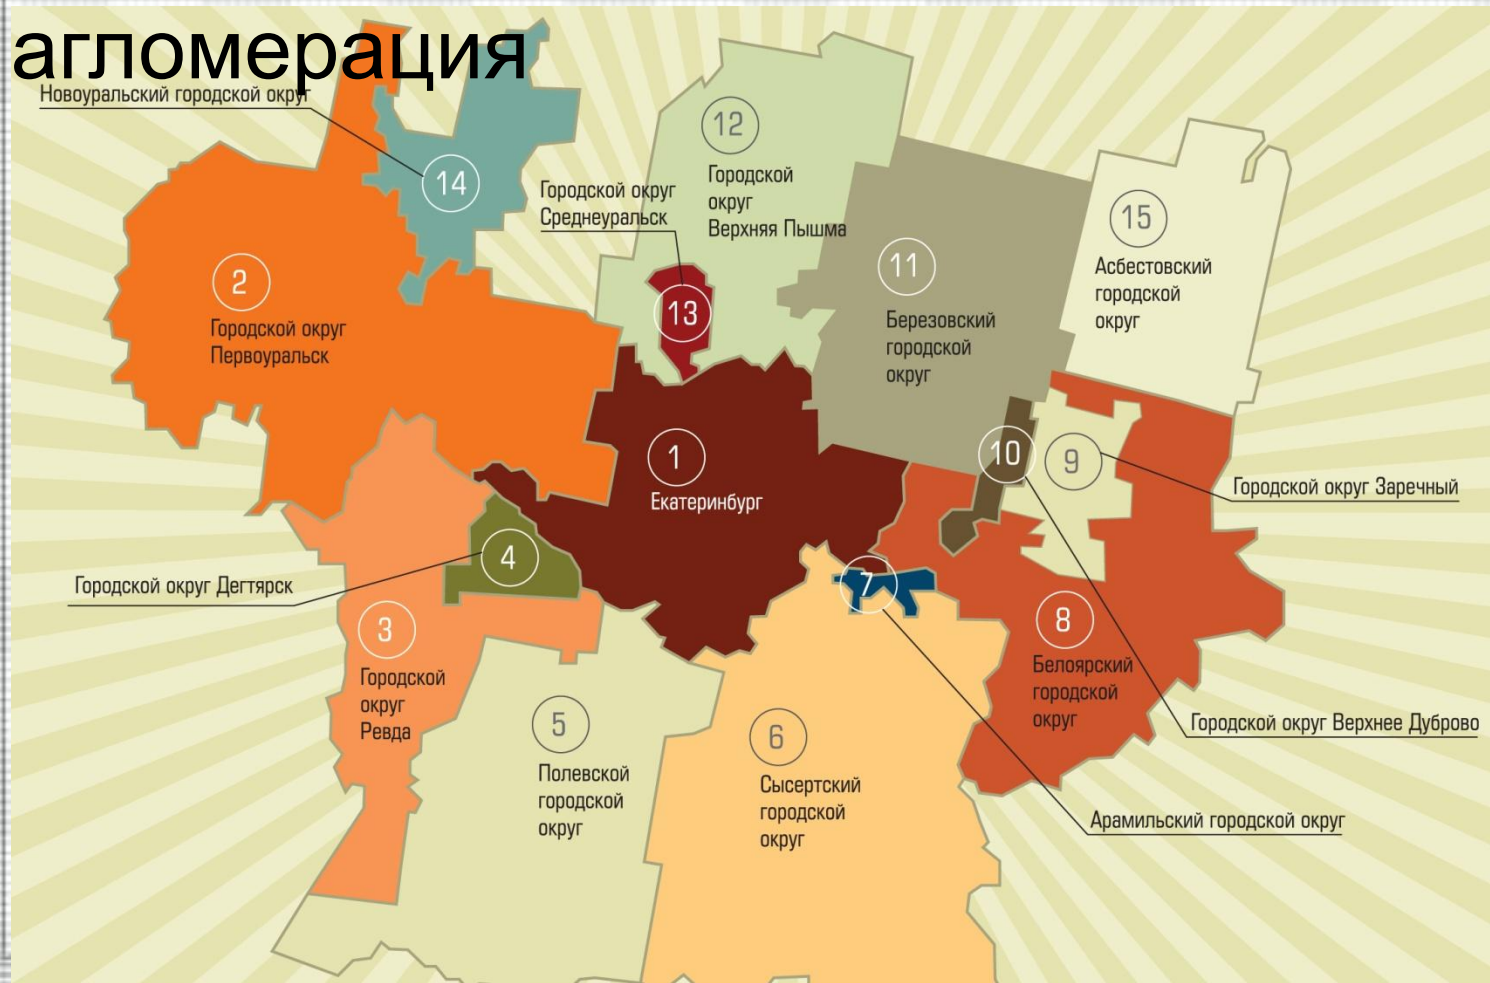 агломерация
Новоуральский городской округ
14
12
Городской
округ
Верхняя Пышма
Городской округ
Среднеуральск
13
15
Асбестовский
городской
округ
11
Березовский
городской
округ
2
Городской округ
Первоуральск
1
Екатеринбург
10
9
Городской округ Заречный
4
Городской округ Дегтярск
3
Городской
округ
Ревда
7
8
Белоярский
городской
округ
Городской округ Верхнее Дуброво
5
Полевской
городской
округ
6
Сысертский
городской
округ
Арамильский городской округ